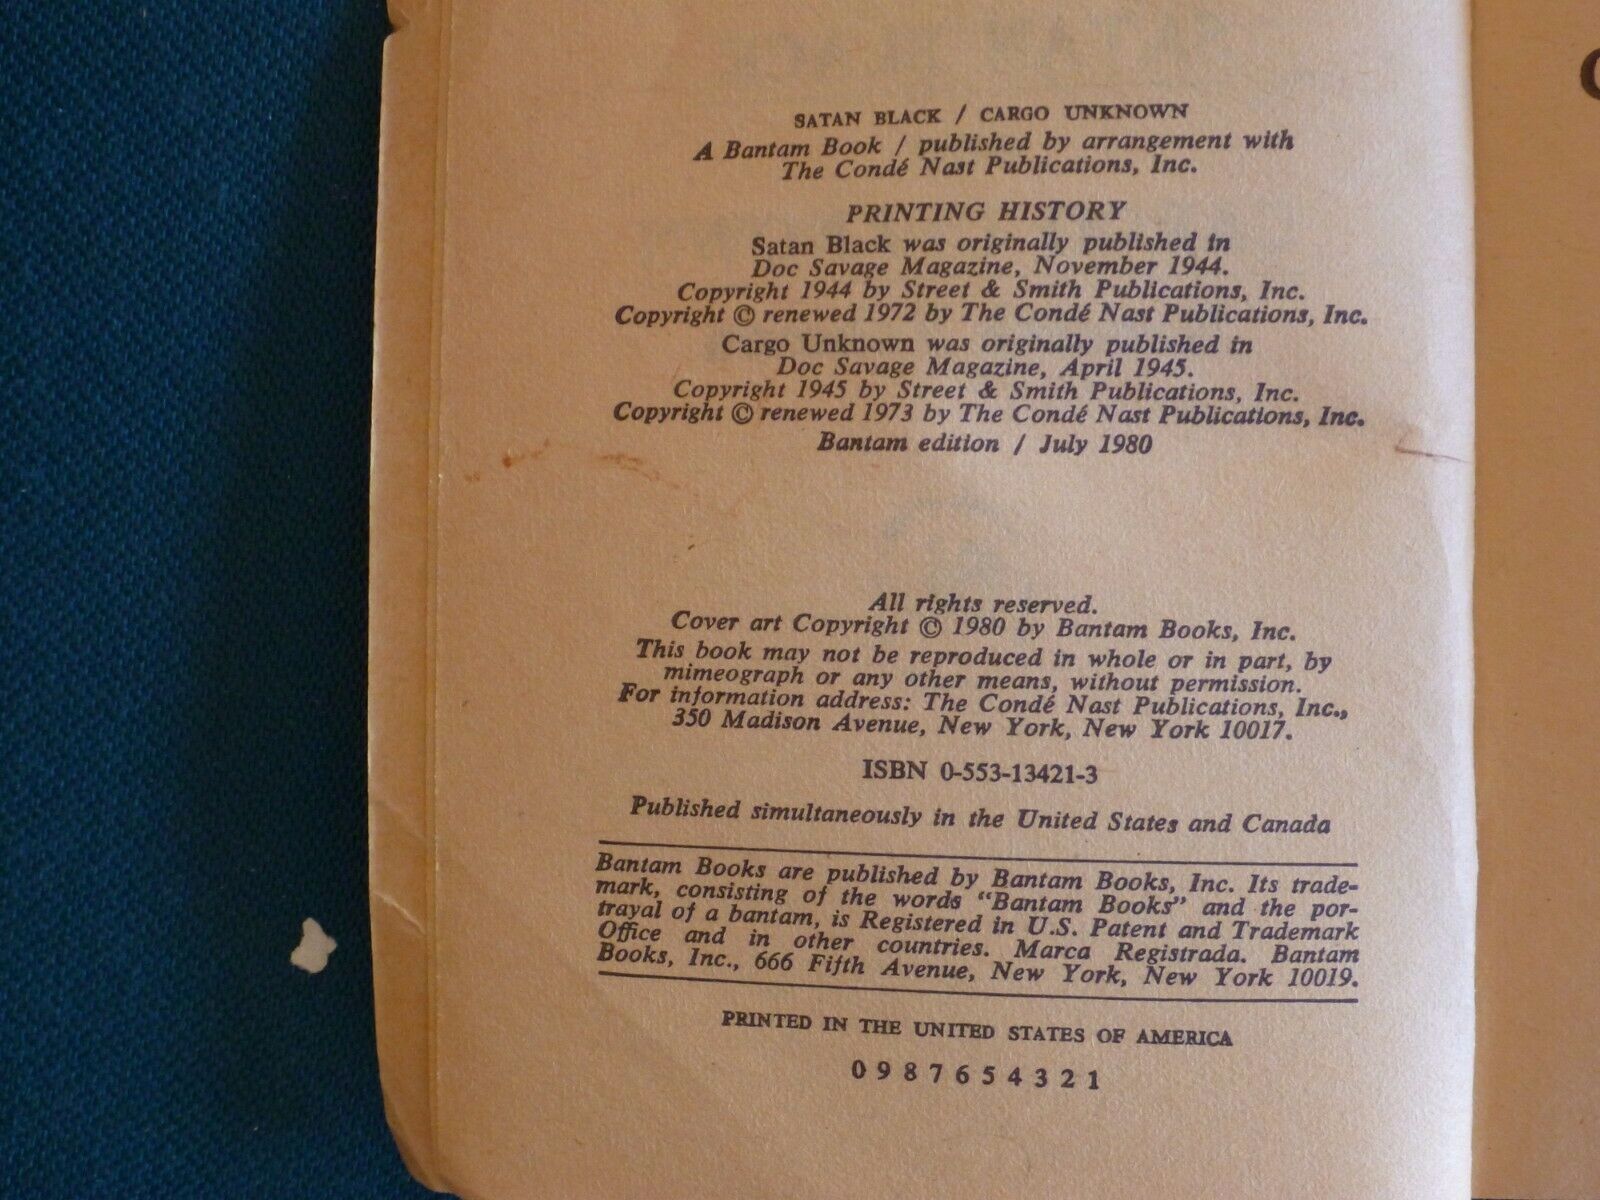 SATAN BLACK / CARGO UNKNOWN
A Bantam Book / published by arrangement with
The Condé Nast Publications, Inc.
PRINTING HISTORY
Satan Black was originally published in
Doc Savage Magazine, November 1944.
Copyright 1944 by Street & Smith Publications, Inc.
Copyright © renewed 1972 by The Condé Nast Publications, Inc.
Cargo Unknown was originally published in
Doc Savage Magazine, April 1945.
Copyright 1945 by Street & Smith Publications, Inc.
Copyright © renewed 1973 by The Condé Nast Publications, Inc.
Bantam edition / July 1980
All rights reserved.
Cover art Copyright © 1980 by Bantam Books, Inc.
This book may not be reproduced in whole or in part, by
mimeograph or any other means, without permission.
For information address: The Condé Nast Publications, Inc.,
350 Madison Avenue, New York, New York 10017.
ISBN 0-553-13421-3
Published simultaneously in the United States and Canada
Bantam Books are published by Bantam Books, Inc. Its trade-
mark, consisting of the words "Bantam Books" and the por-
trayal of a bantam, is Registered in U.S. Patent and Trademark
Office and in other countries. Marca Registrada. Bantam
Books, Inc., 666 Fifth Avenue, New York, New York 10019.
PRINTED IN THE UNITED STATES OF AMERICA
0 9 8 7 6 5 4 3 2 1